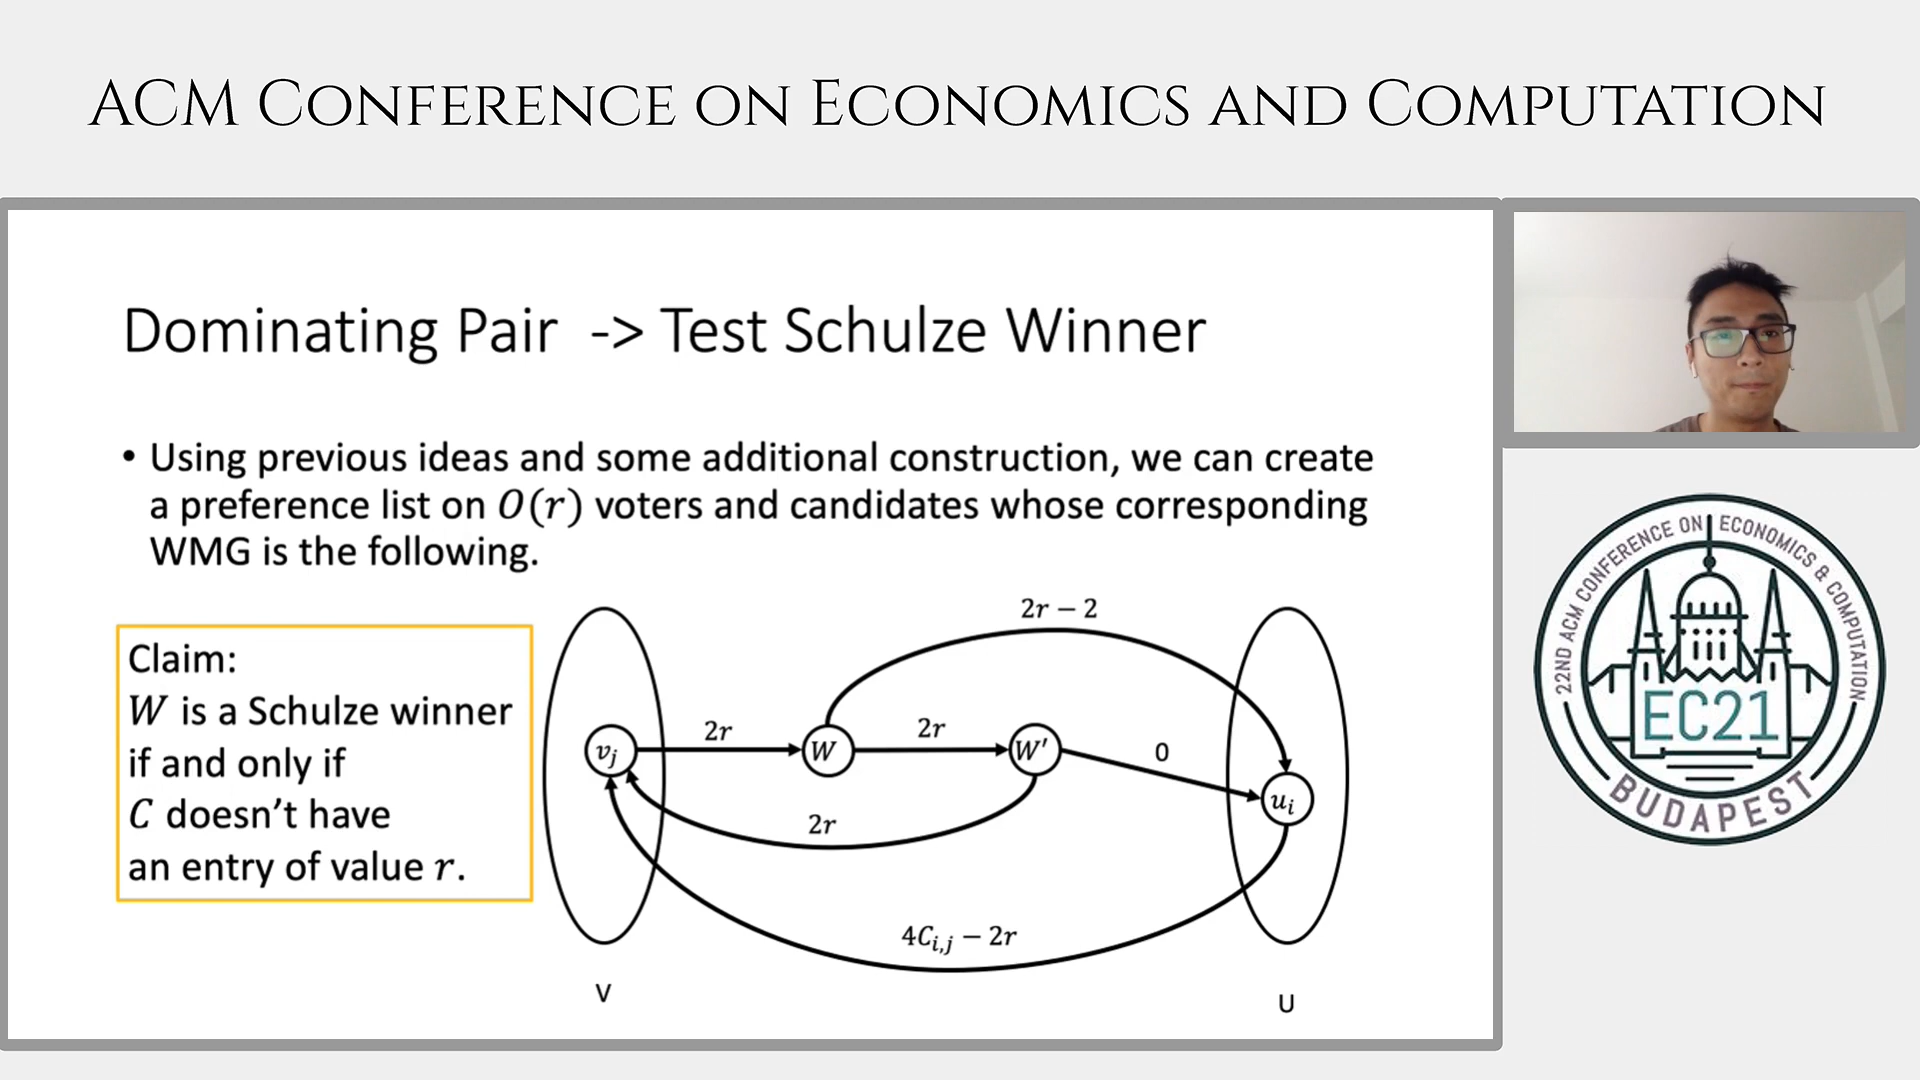 ACM Conference on Economics and Computation
Dominating Pair -> Test Schulze Winner
• Using previous ideas and some additional construction, we can create
a preference list on O(r) voters and candidates whose corresponding
WMG is the following.
Claim:
W is a Schulze winner
if and only if
C doesn't have
an entry of value r.
2r − 2
2r
2r
0
v_j
W
W'
u_i
2r
4C_{i,j} − 2r
V
U
22ND ACM CONFERENCE ON ECONOMICS & COMPUTATION
EC21
BUDAPEST